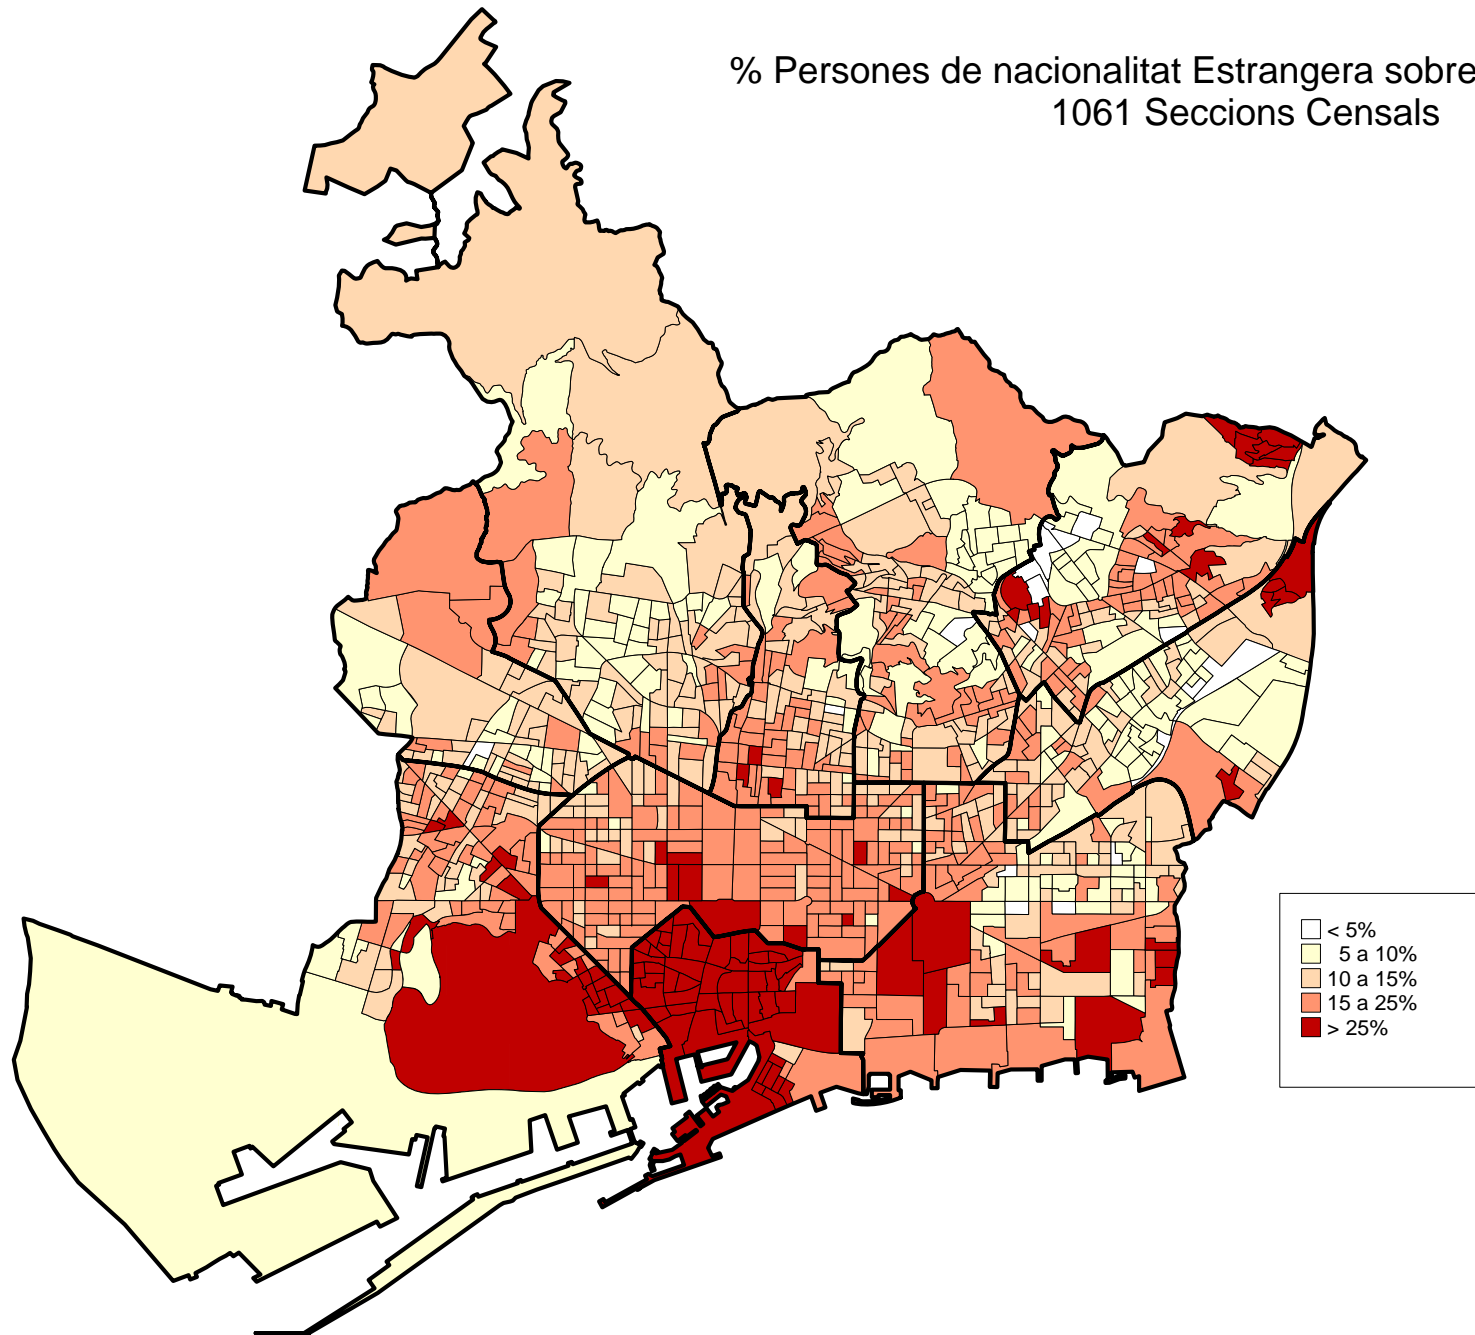 % Persones de nacionalitat Estrangera sobre
1061 Seccions Censals
< 5%
5 a 10%
10 a 15%
15 a 25%
> 25%